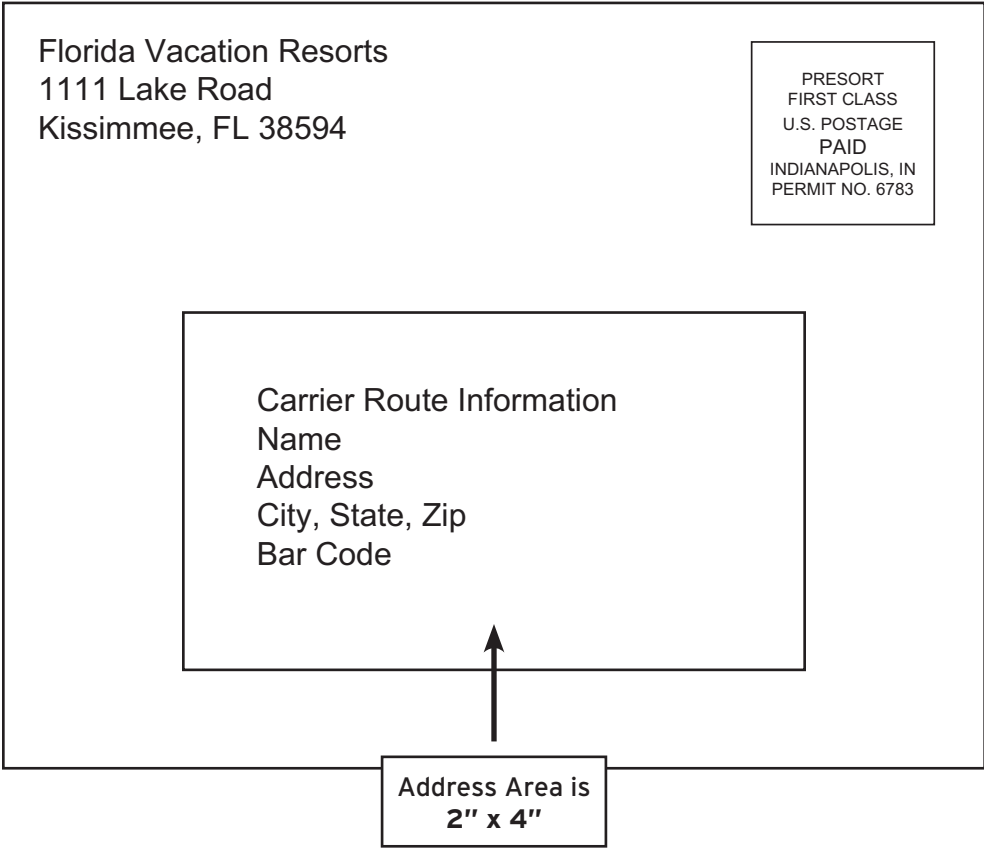 Florida Vacation Resorts
1111 Lake Road
Kissimmee, FL 38594
PRESORT
FIRST CLASS
U.S. POSTAGE
PAID
INDIANAPOLIS, IN
PERMIT NO. 6783
Carrier Route Information
Name
Address
City, State, Zip
Bar Code
Address Area is
2" x 4"